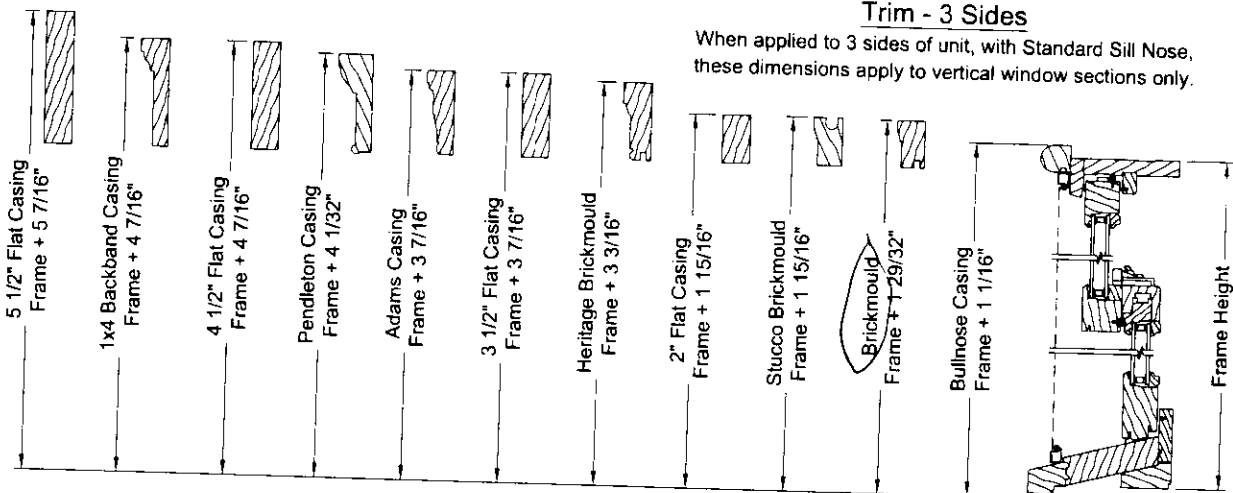 Trim - 3 Sides
When applied to 3 sides of unit, with Standard Sill Nose,
these dimensions apply to vertical window sections only.
5 1/2" Flat Casing
Frame + 5 7/16"
1x4 Backband Casing
Frame + 4 7/16"
4 1/2" Flat Casing
Frame + 4 7/16"
Pendleton Casing
Frame + 4 1/32"
Adams Casing
Frame + 3 7/16"
3 1/2" Flat Casing
Frame + 3 7/16"
Heritage Brickmould
Frame + 3 3/16"
2" Flat Casing
Frame + 1 15/16"
Stucco Brickmould
Frame + 1 15/16"
Brickmould
Frame + 1 29/32"
Bullnose Casing
Frame + 1 1/16"
Frame Height